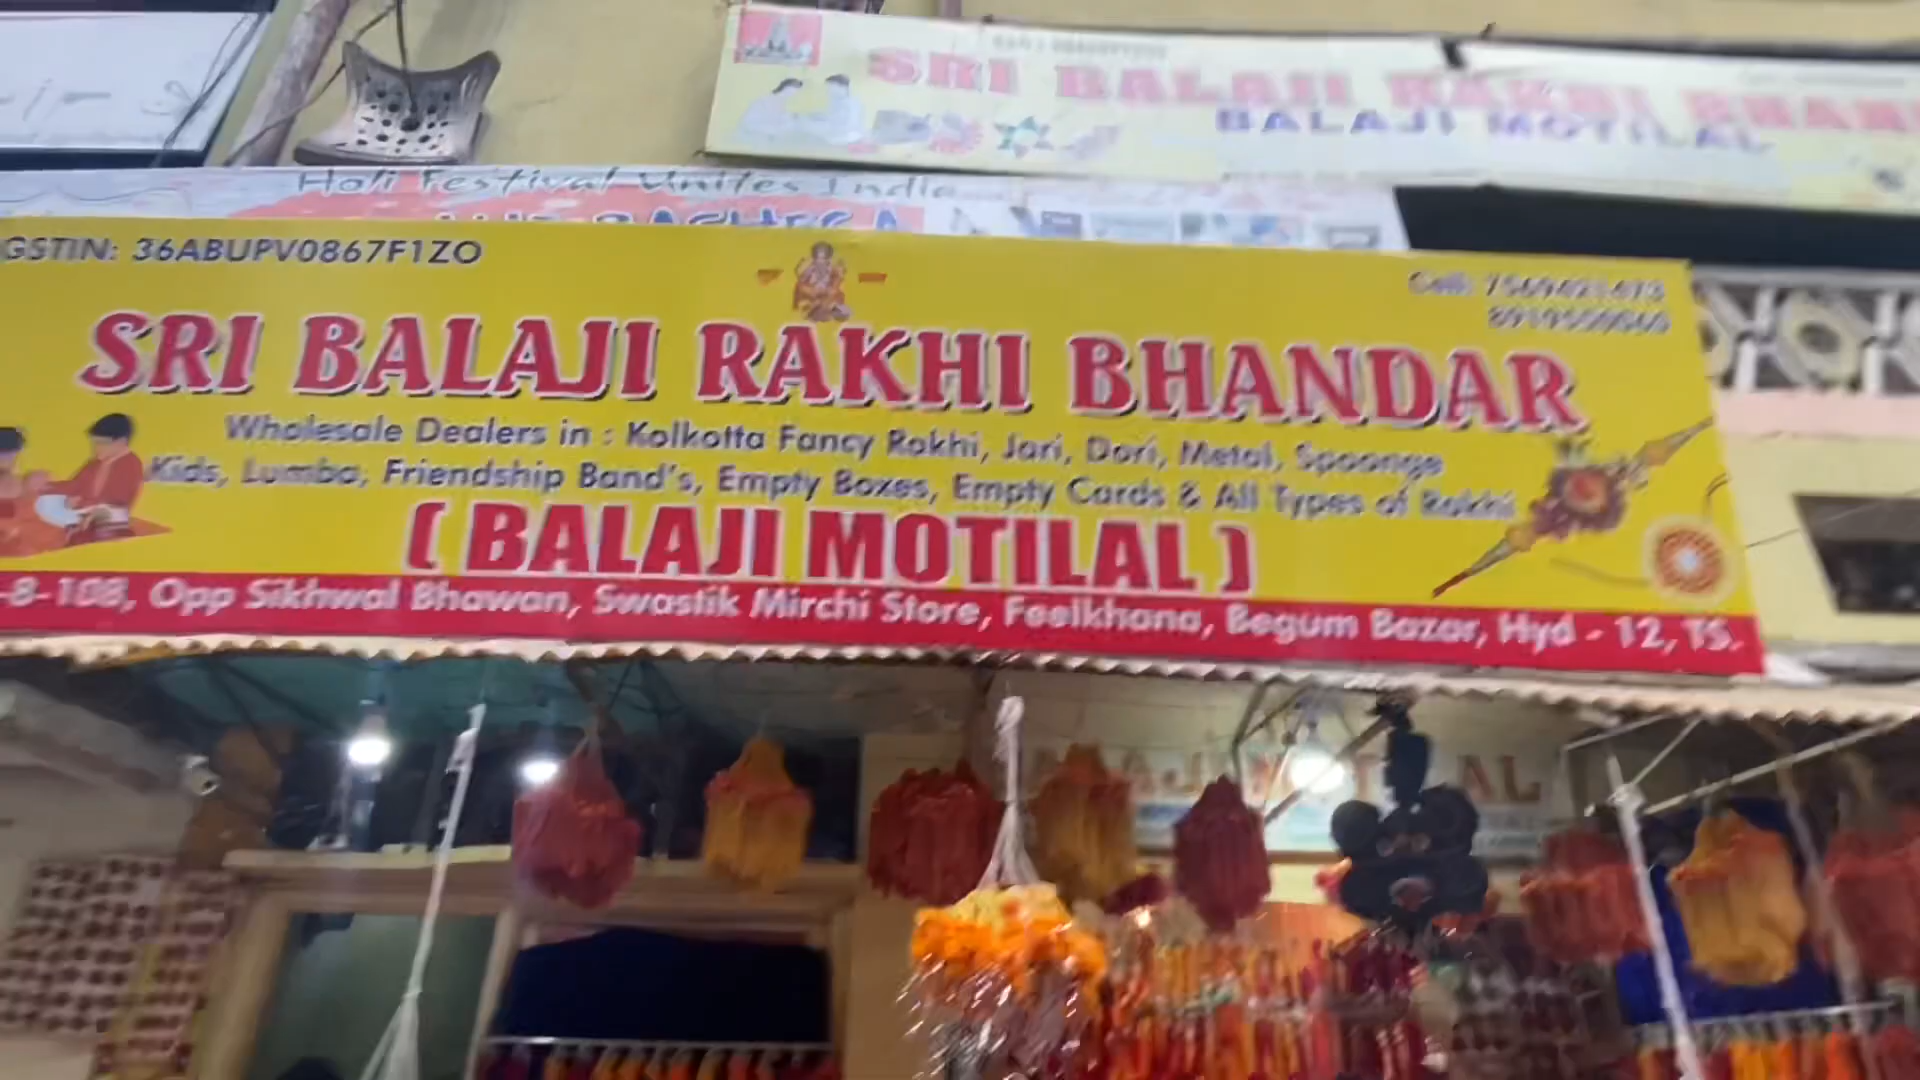 SRI BALAJI RAKHI BHAN
BALAJI MOTILAL
Holi Festival Unites India
GSTIN: 36ABUPV0867F1ZO
Cell:
SRI BALAJI RAKHI BHANDAR
Wholesale Dealers in : Kolkotta Fancy Rakhi, Jari, Dori, Metal, Spoonge
Kids, Lumba, Friendship Band's, Empty Boxes, Empty Cards & All Types of Rakhi
( BALAJI MOTILAL )
-8-108, Opp Sikhwal Bhawan, Swastik Mirchi Store, Feelkhana, Begum Bazar, Hyd - 12, TS.